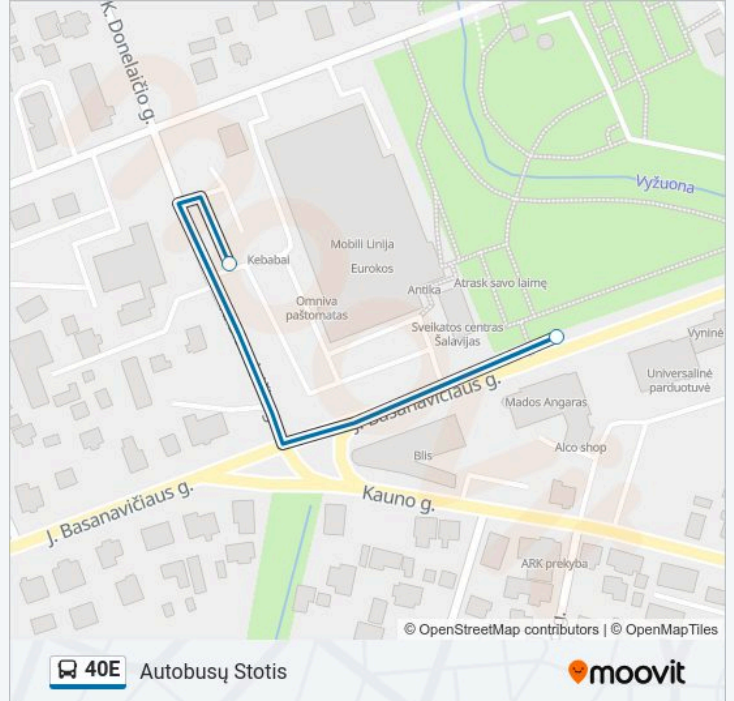 K. Donelaičio g.
Vyžuona
Mobili Linija
Kebabai
Eurokos
Antika
Atrask savo laimę
Omniva
paštomatas
Sveikatos centras
Šalavijas
Vyninė
Universalinė
parduotuvė
J. Basanavičiaus g.
Mados Angaras
Blis
Alco shop
J. Basanavičiaus g.
Kauno g.
ARK prekyba
© OpenStreetMap contributors | © OpenMapTiles
40E Autobusų Stotis
moovit